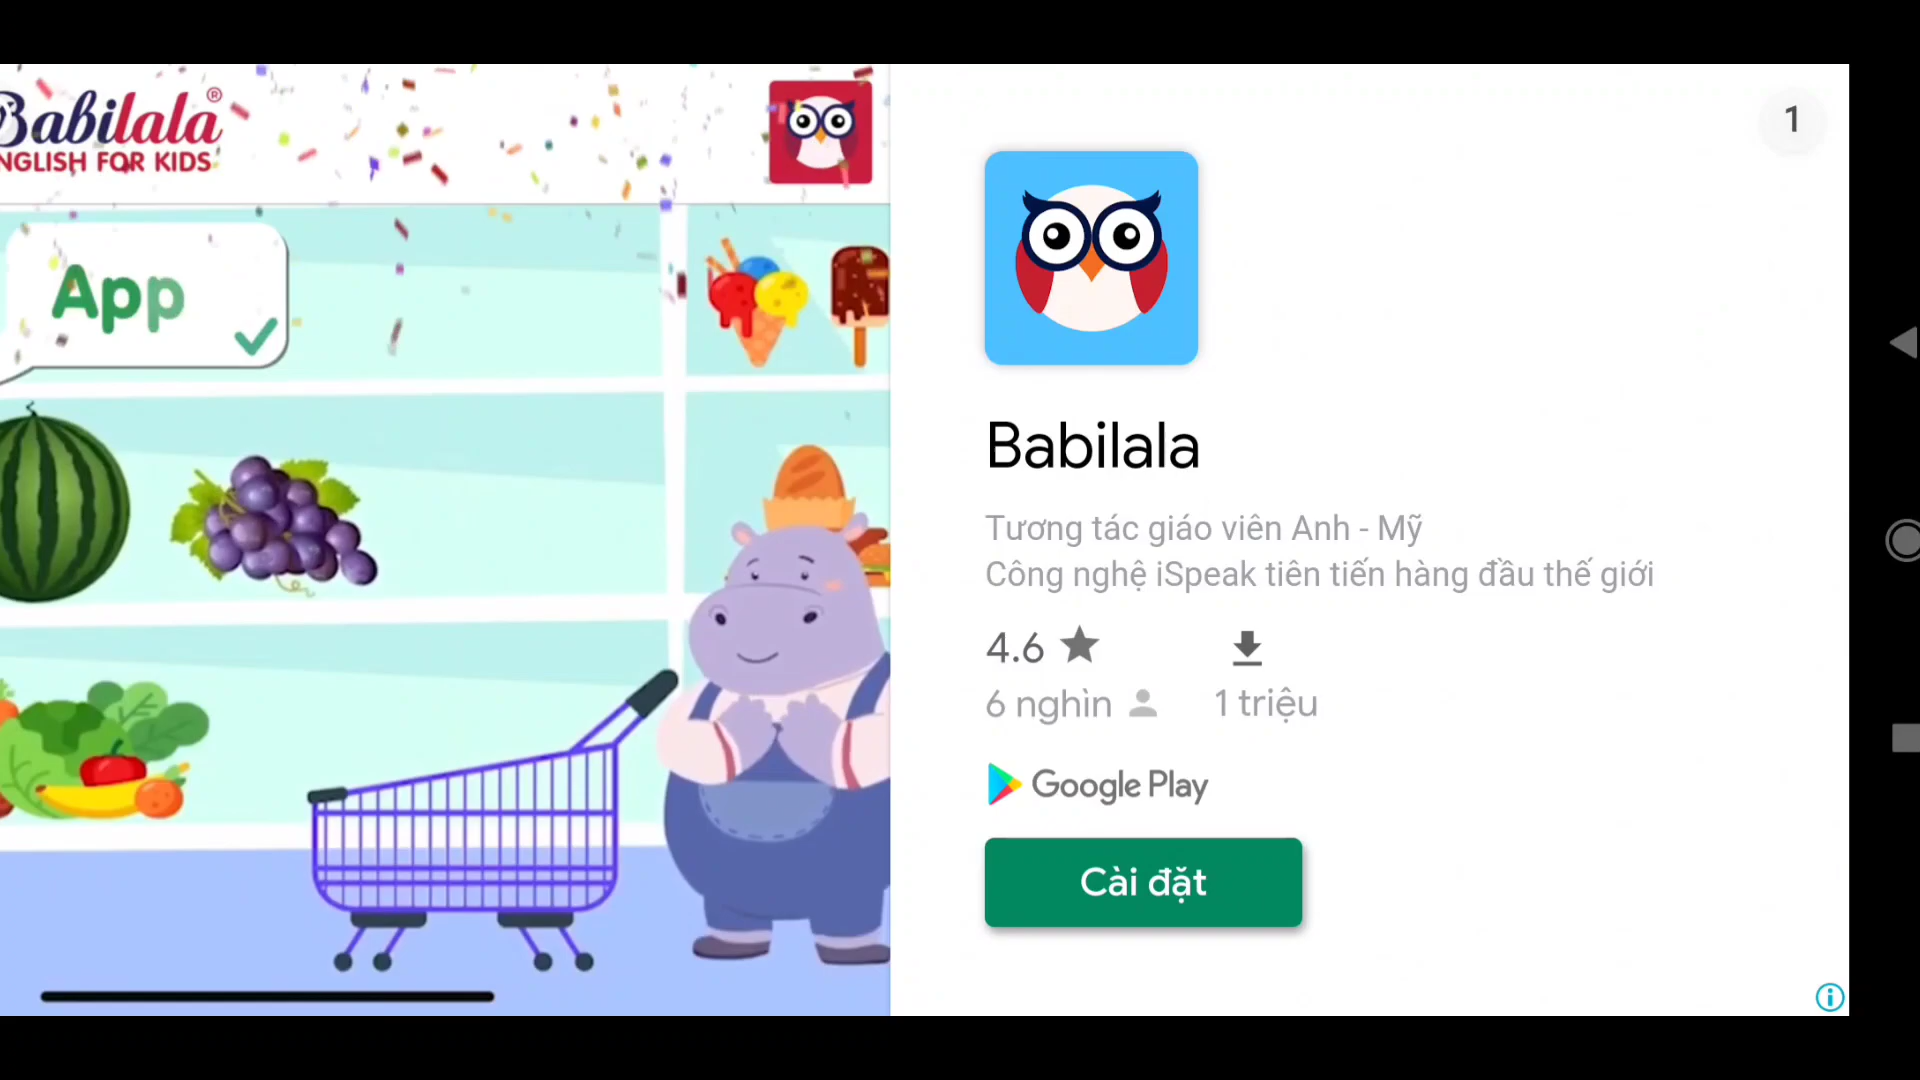 Babilala®
NGLISH FOR KIDS
App
1
Babilala
Tương tác giáo viên Anh - Mỹ
Công nghệ iSpeak tiên tiến hàng đầu thế giới
4.6
6 nghìn
1 triệu
Google Play
Cài đặt